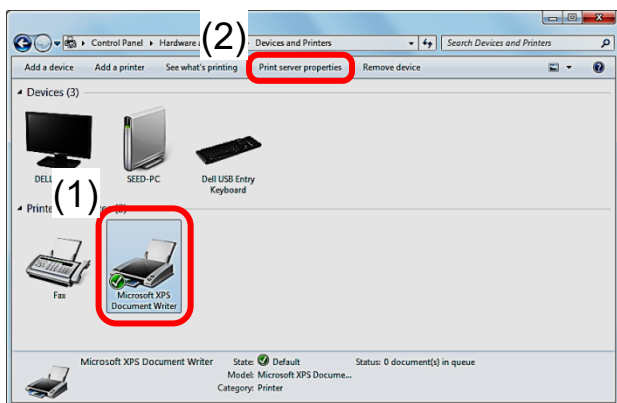 (2)
Control Panel ▸ Hardware Devices and Printers Search Devices and Printers
Add a device Add a printer See what's printing Print server properties Remove device
Devices (3)
DELL SEED-PC Dell USB Entry
Keyboard
(1)
Printe (2)
Fax Microsoft XPS
Document Writer
Microsoft XPS Document Writer State: Default Status: 0 document(s) in queue
Model: Microsoft XPS Docume...
Category: Printer